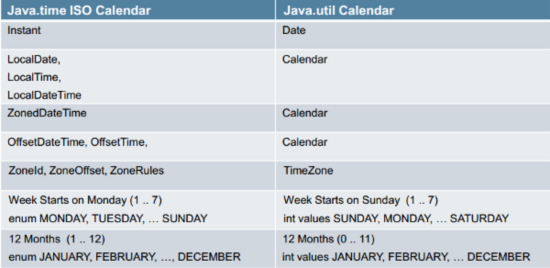 Java.time ISO Calendar Java.util Calendar
Instant Date
LocalDate, Calendar
LocalTime,
LocalDateTime
ZonedDateTime Calendar
OffsetDateTime, OffsetTime, Calendar
ZoneId, ZoneOffset, ZoneRules TimeZone
Week Starts on Monday (1 .. 7) Week Starts on Sunday (1 .. 7)
enum MONDAY, TUESDAY, … SUNDAY int values SUNDAY, MONDAY, … SATURDAY
12 Months (1 .. 12) 12 Months (0 .. 11)
enum JANUARY, FEBRUARY, …, DECEMBER int values JANUARY, FEBRUARY, … DECEMBER